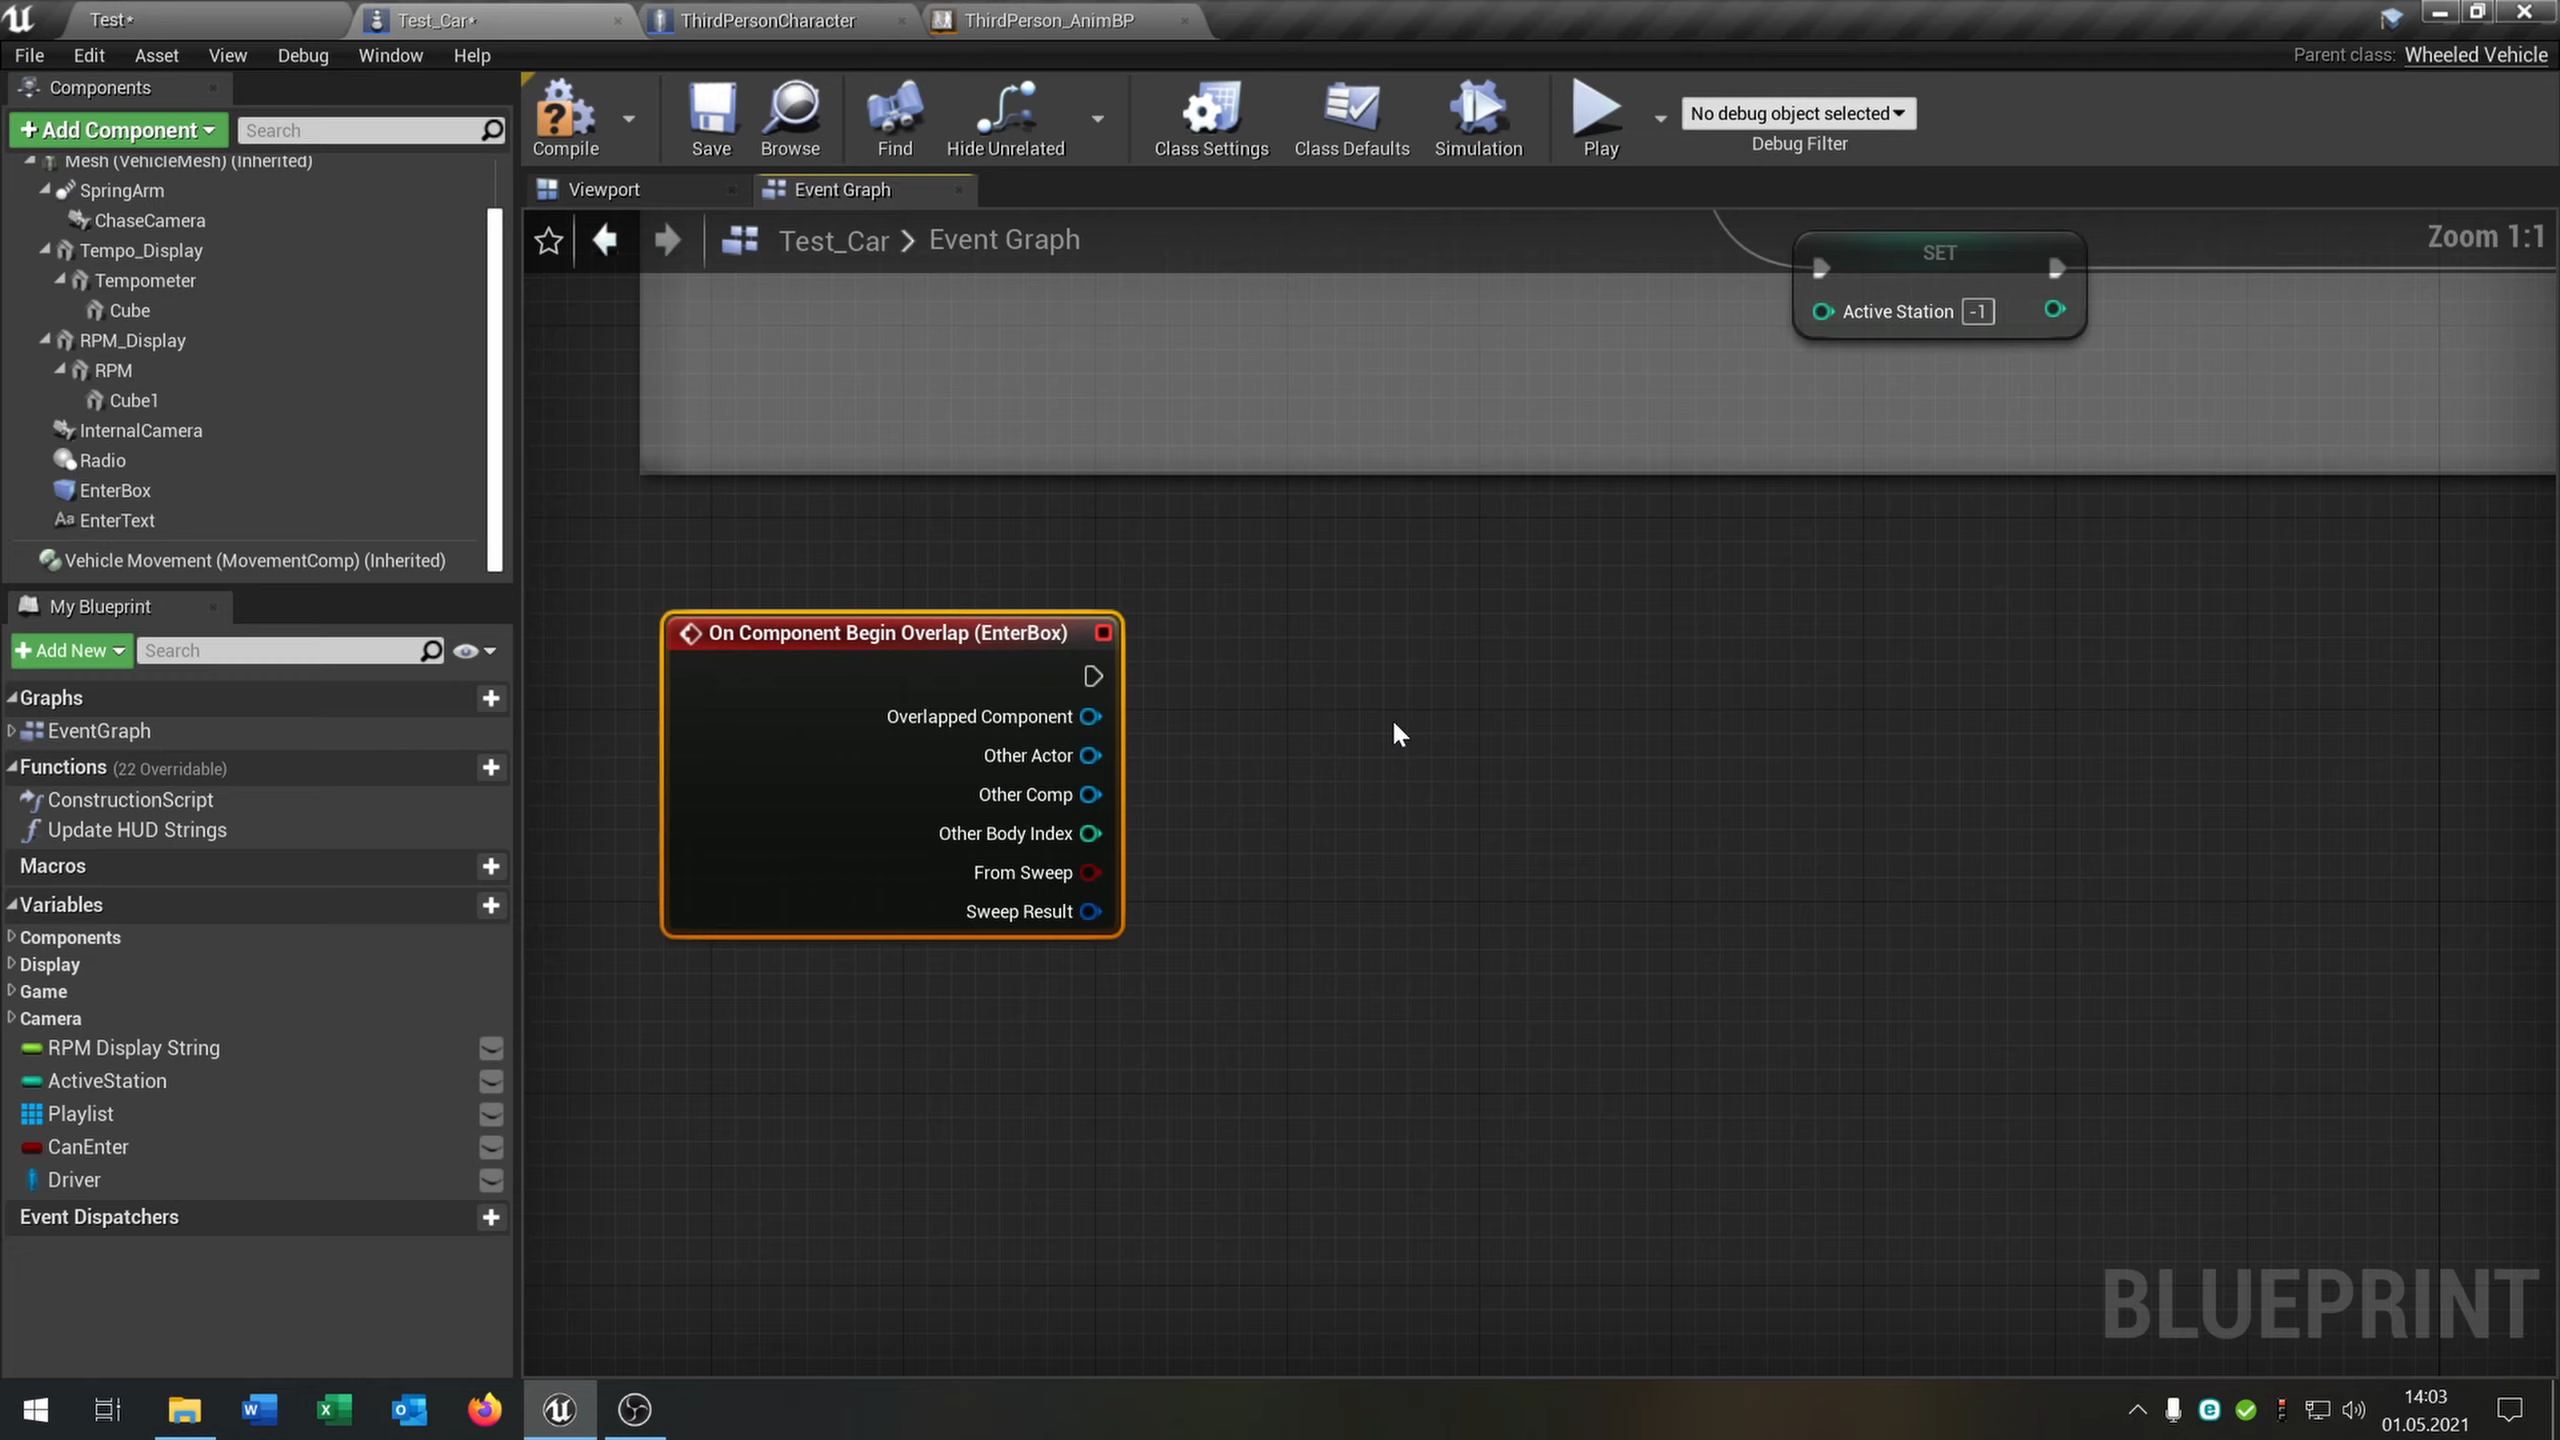 Test*
Test_Car*
ThirdPersonCharacter
ThirdPerson_AnimBP
File
Edit
Asset
View
Debug
Window
Help
Parent class: Wheeled Vehicle
Components
Add Component
Search
Mesh (VehicleMesh) (Inherited)
SpringArm
ChaseCamera
Tempo_Display
Tempometer
Cube
RPM_Display
RPM
Cube1
InternalCamera
Radio
EnterBox
Aa EnterText
Vehicle Movement (MovementComp) (Inherited)
My Blueprint
Add New
Search
Graphs
EventGraph
Functions (22 Overridable)
ConstructionScript
Update HUD Strings
Macros
Variables
Components
Display
Game
Camera
RPM Display String
ActiveStation
Playlist
CanEnter
Driver
Event Dispatchers
Compile
Save
Browse
Find
Hide Unrelated
Class Settings
Class Defaults
Simulation
Play
No debug object selected
Debug Filter
Viewport
Event Graph
Test_Car > Event Graph
Zoom 1:1
SET
Active Station -1
On Component Begin Overlap (EnterBox)
Overlapped Component
Other Actor
Other Comp
Other Body Index
From Sweep
Sweep Result
BLUEPRINT
14:03
01.05.2021